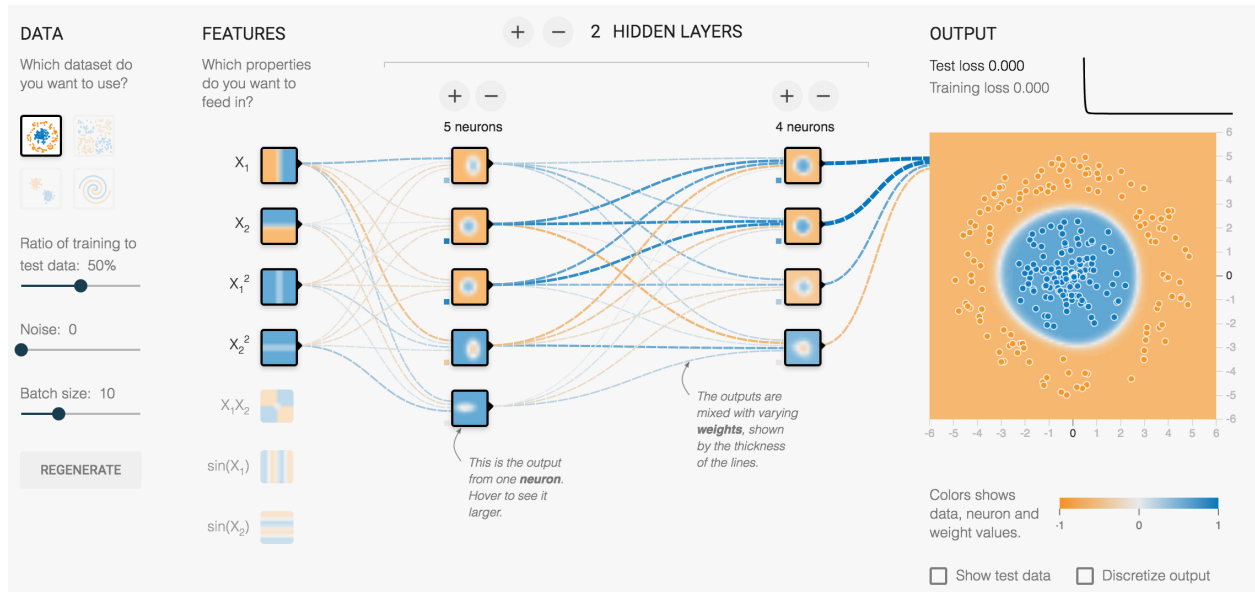 DATA
Which dataset do
you want to use?
Ratio of training to
test data: 50%
Noise: 0
Batch size: 10
REGENERATE
FEATURES
Which properties
do you want to
feed in?
X₁
X₂
X₁²
X₂²
X₁X₂
sin(X₁)
sin(X₂)
+ − 2 HIDDEN LAYERS
+ −
5 neurons
+ −
4 neurons
This is the output
from one neuron.
Hover to see it
larger.
The outputs are
mixed with varying
weights, shown
by the thickness
of the lines.
OUTPUT
Test loss 0.000
Training loss 0.000
6
5
4
3
2
1
0
-1
-2
-3
-4
-5
-6
-6 -5 -4 -3 -2 -1 0 1 2 3 4 5 6
Colors shows
data, neuron and
weight values.
-1 0 1
Show test data
Discretize output